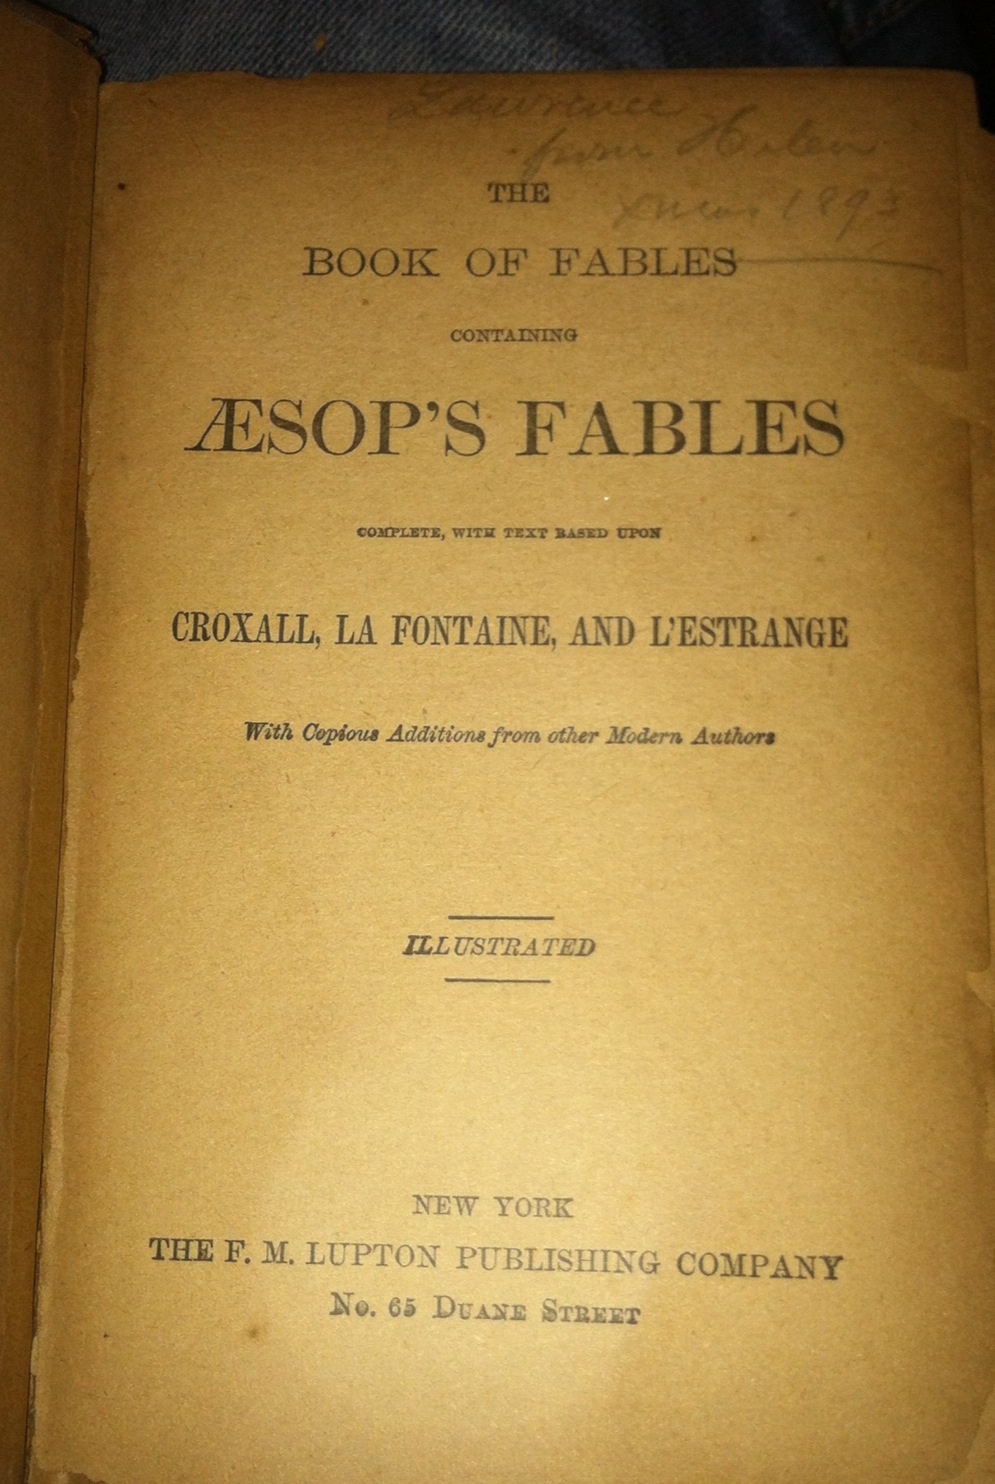 Lawrence
from Helen
Xmas 1893
THE
BOOK OF FABLES
CONTAINING
ÆSOP'S FABLES
COMPLETE, WITH TEXT BASED UPON
CROXALL, LA FONTAINE, AND L'ESTRANGE
With Copious Additions from other Modern Authors
ILLUSTRATED
NEW YORK
THE F. M. LUPTON PUBLISHING COMPANY
No. 65 DUANE STREET